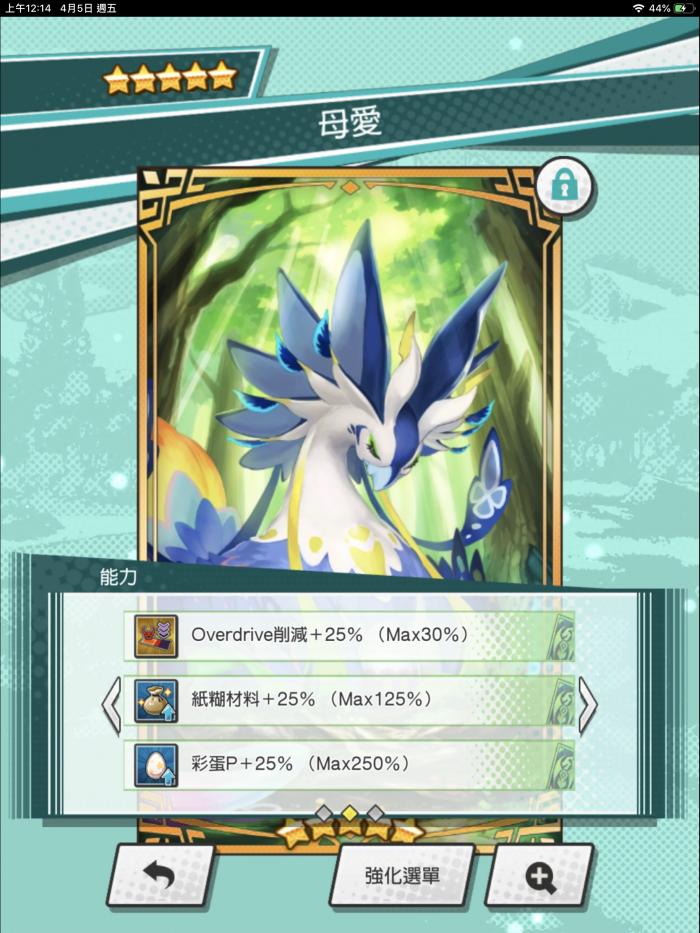 上午12:14 4月5日 週五 44%
母愛
能力
Overdrive削減＋25% （Max30%）
紙糊材料＋25% （Max125%）
彩蛋P＋25% （Max250%）
強化選單